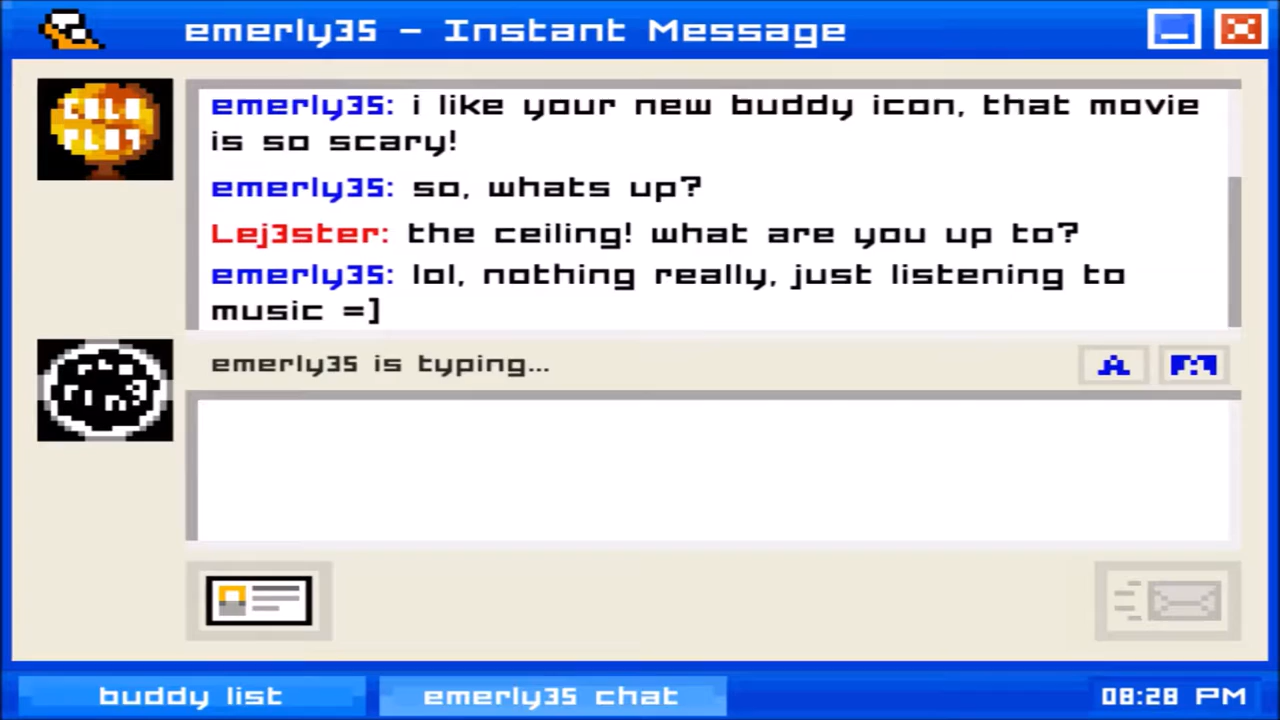 emerly35 - Instant Message
emerly35: i like your new buddy icon, that movie
is so scary!
emerly35: so, whats up?
Lej3ster: the ceiling! what are you up to?
emerly35: lol, nothing really, just listening to
music =]
emerly35 is typing...
A
buddy list
emerly35 chat
08:28 PM